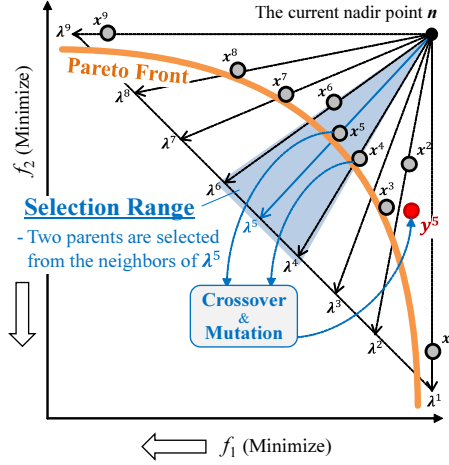 The current nadir point n
λ⁹
x⁹
Pareto Front
x⁸
x⁷
x⁶
λ⁸
x⁵
x⁴
x²
λ⁷
λ⁶
x³
Selection Range
λ⁵
y⁵
- Two parents are selected
from the neighbors of λ⁵
λ⁴
Crossover
&
Mutation
λ³
λ²
x
λ¹
f₂ (Minimize)
f₁ (Minimize)